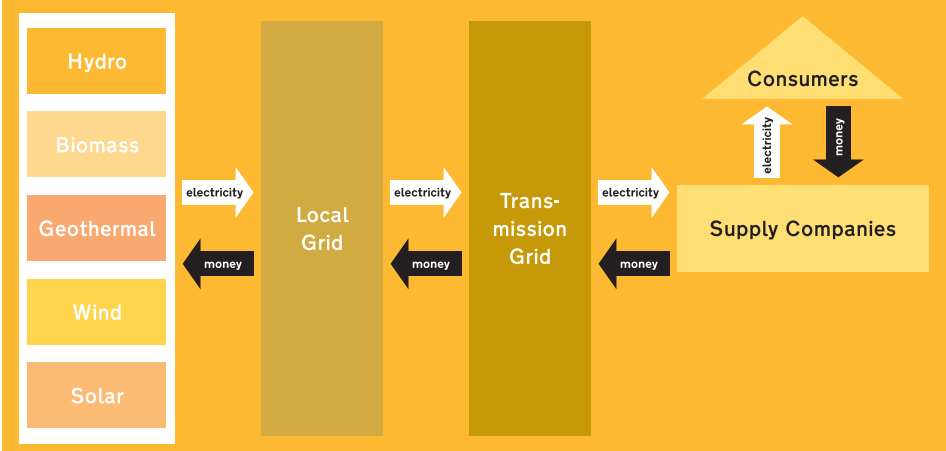 Hydro
Biomass
Geothermal
Wind
Solar
electricity
money
Local
Grid
electricity
money
Trans-
mission
Grid
electricity
money
Consumers
electricity
money
Supply Companies